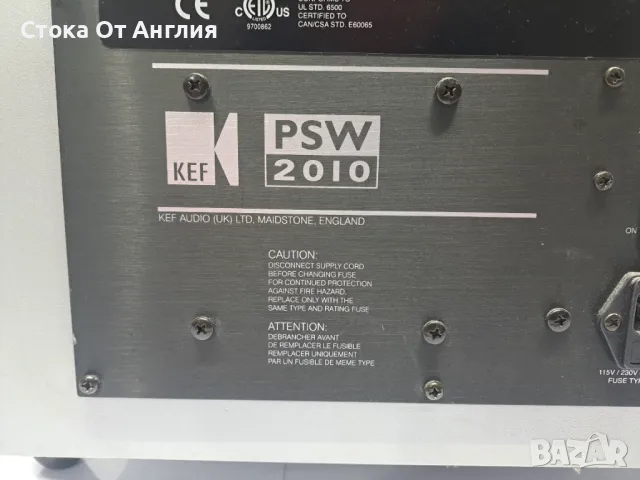 Стока От Англия
CE
C ETL US
LISTED
9700862
UL STD. 6500
CERTIFIED TO
CAN/CSA STD. E60065
KEF
PSW
2010
KEF AUDIO (UK) LTD, MAIDSTONE, ENGLAND
CAUTION:
DISCONNECT SUPPLY CORD
BEFORE CHANGING FUSE
FOR CONTINUED PROTECTION
AGAINST FIRE HAZARD.
REPLACE ONLY WITH THE
SAME TYPE AND RATING FUSE
ATTENTION:
DEBRANCHER AVANT
DE REMPLACER LE FUSIBLE
REMPLACER UNIQUEMENT
PAR UN FUSIBLE DE MEME TYPE
ON
115V / 230V
FUSE TYP
BAZAR
bg